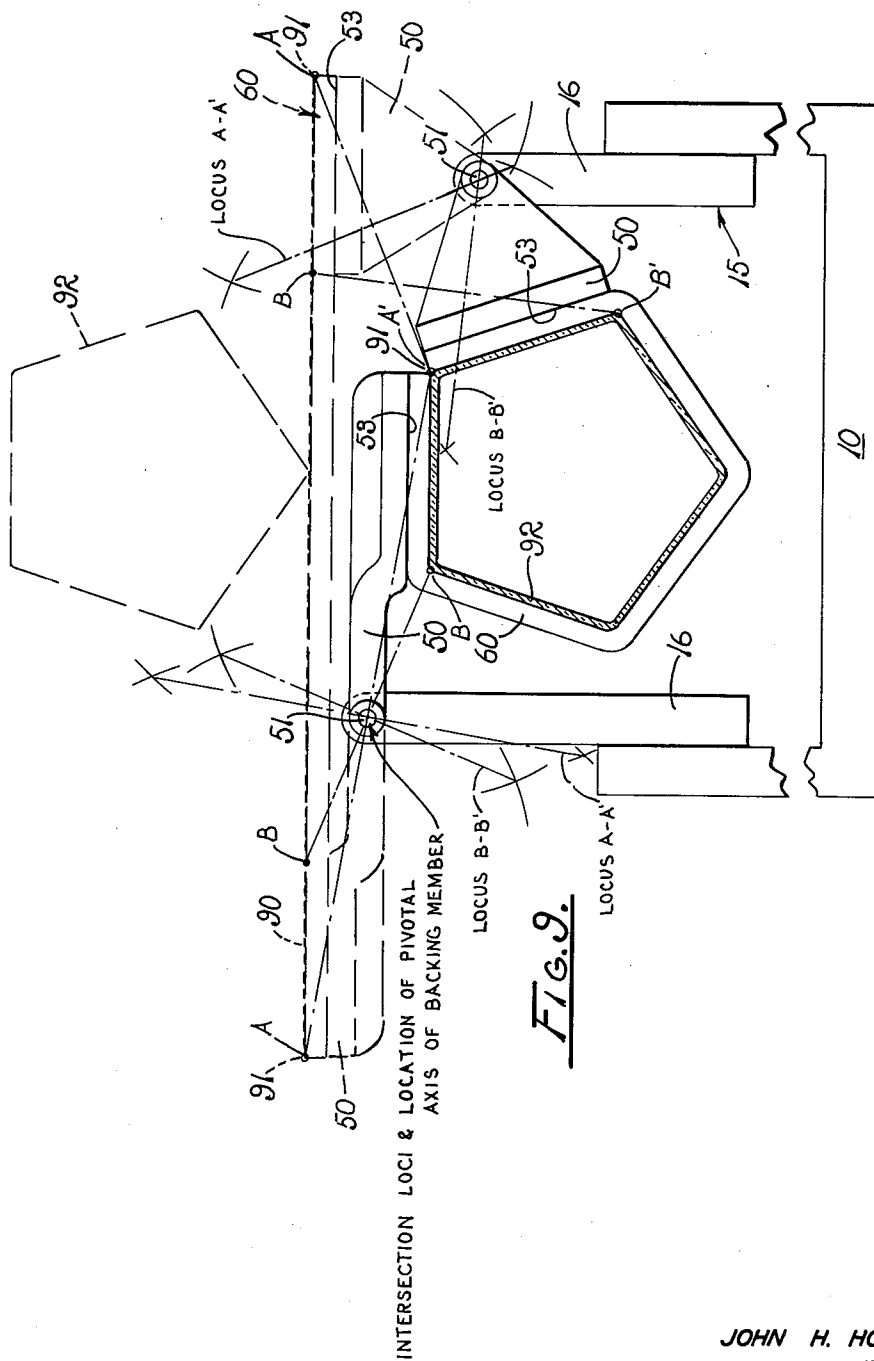 92
A
91
60
53
LOCUS A-A'
50
B
51
16
15
91 A'
53
50
B'
53
LOCUS B-B'
92
50
B
60
51
16
B
90
A
91
50
LOCUS B-B'
LOCUS A-A'
INTERSECTION LOCI & LOCATION OF PIVOTAL
AXIS OF BACKING MEMBER
10
FIG. 9.
JOHN H. HO